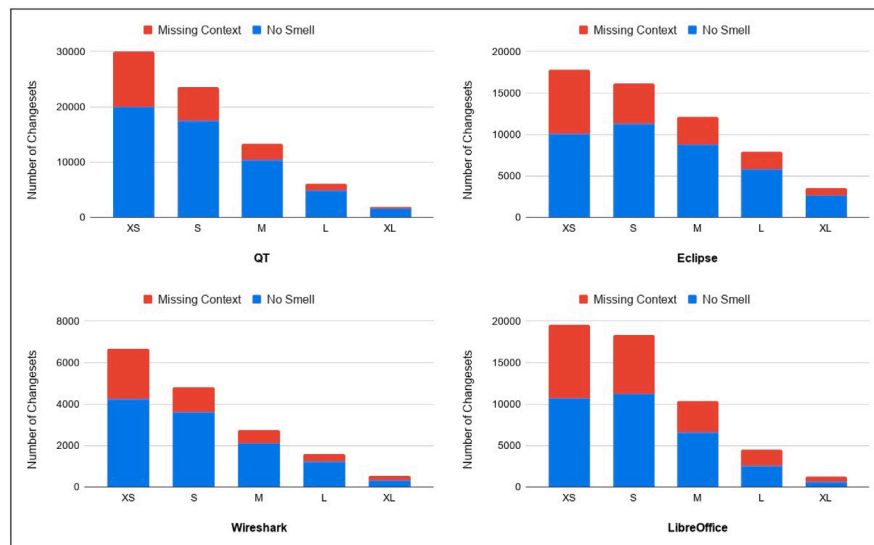 Missing Context No Smell
Number of Changesets
30000
20000
10000
0
XS S M L XL
QT
Missing Context No Smell
Number of Changesets
20000
15000
10000
5000
0
XS S M L XL
Eclipse
Missing Context No Smell
Number of Changesets
8000
6000
4000
2000
0
XS S M L XL
Wireshark
Missing Context No Smell
Number of Changesets
20000
15000
10000
5000
0
XS S M L XL
LibreOffice